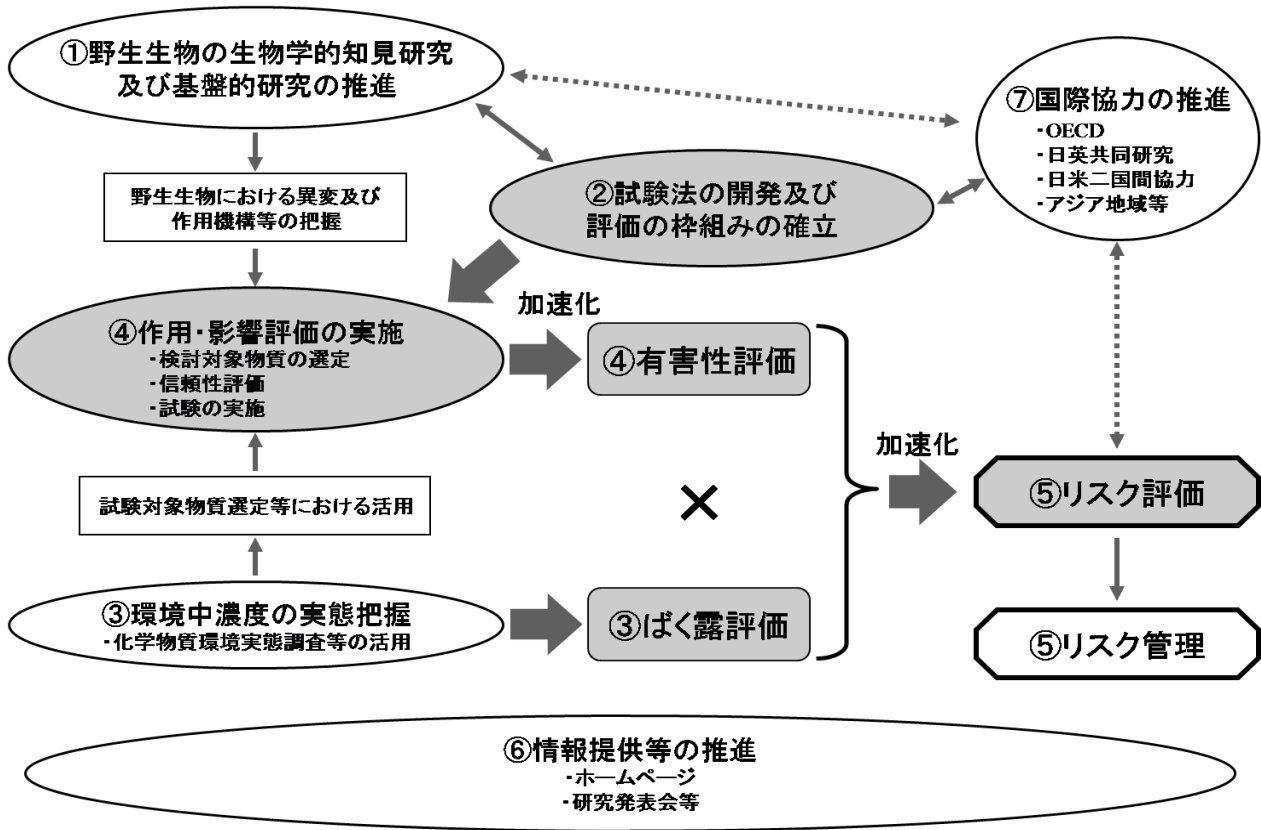 ①野生生物の生物学的知見研究
及び基盤的研究の推進
⑦国際協力の推進
・OECD
・日英共同研究
・日米二国間協力
・アジア地域等
野生生物における異変及び
作用機構等の把握
②試験法の開発及び
評価の枠組みの確立
④作用・影響評価の実施
・検討対象物質の選定
・信頼性評価
・試験の実施
加速化
④有害性評価
試験対象物質選定等における活用
×
加速化
⑤リスク評価
③環境中濃度の実態把握
・化学物質環境実態調査等の活用
③ばく露評価
⑤リスク管理
⑥情報提供等の推進
・ホームページ
・研究発表会等